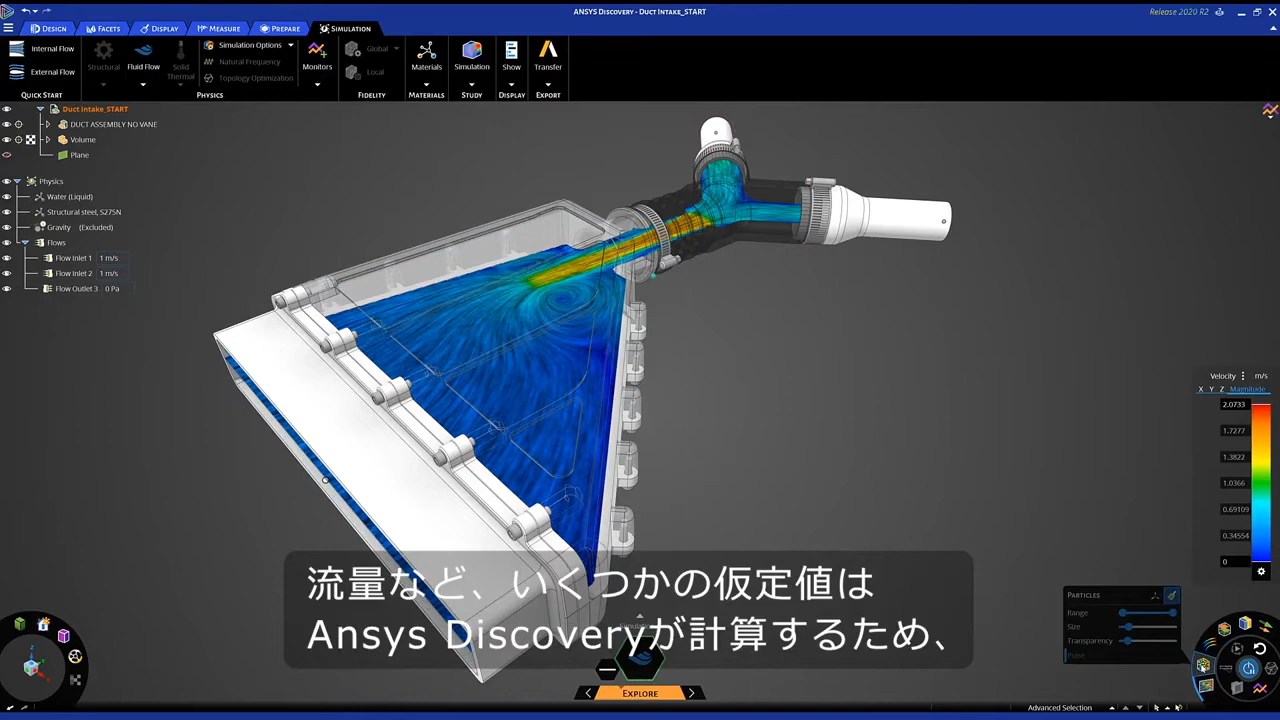 ANSYS Discovery - Duct Intake_START
Release 2020 R2
Design
Facets
Display
Measure
Prepare
Simulation
Internal Flow
External Flow
Quick Start
Structural
Fluid Flow
Solid
Thermal
Simulation Options
Natural Frequency
Topology Optimization
Physics
Monitors
Global
Local
Fidelity
Materials
Materials
Simulation
Study
Show
Display
Transfer
Export
Duct Intake_START
DUCT ASSEMBLY NO VANE
Volume
Plane
Physics
Water (Liquid)
Structural steel, S275N
Gravity (Excluded)
Flows
Flow Inlet 1 1 m/s
Flow Inlet 2 1 m/s
Flow Outlet 3 0 Pa
Velocity m/s
X Y Z Magnitude
2.0733
1.7277
1.3822
1.0366
0.69109
0.34554
0
流量など、いくつかの仮定値は
Ansys Discoveryが計算するため、
Particles
Range
Size
Transparency
Pulse
Explore
Advanced Selection